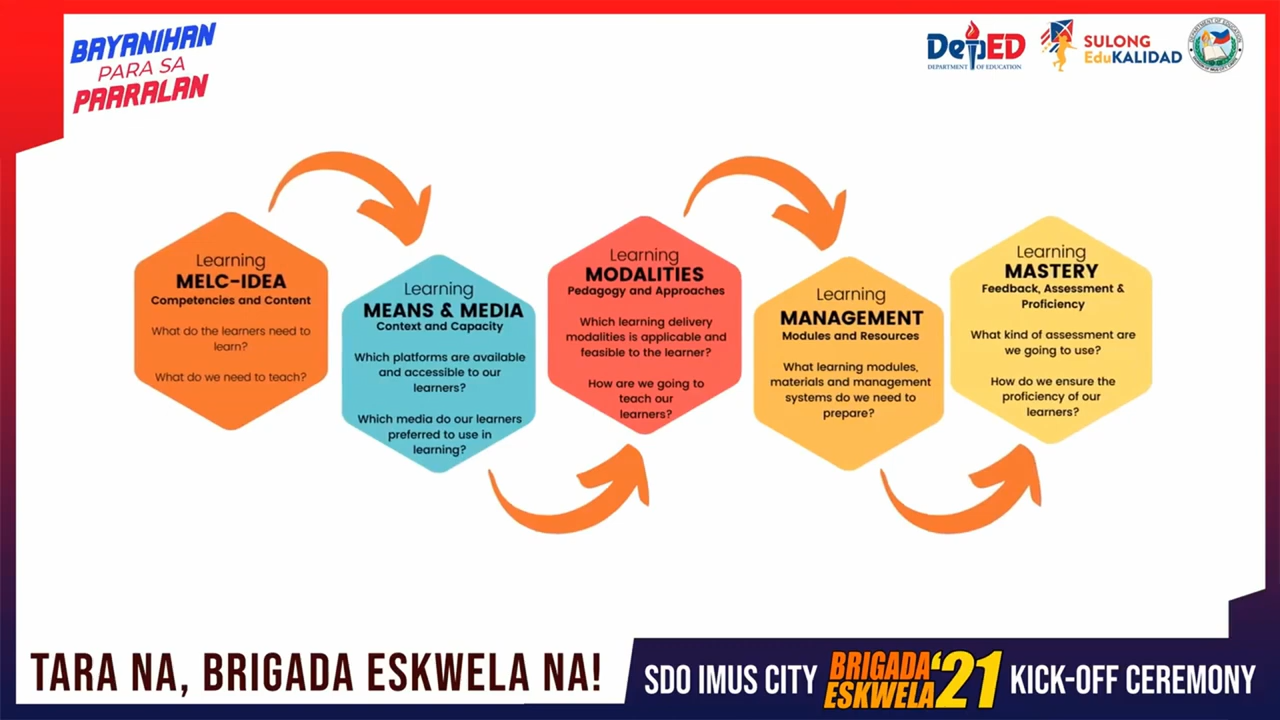 BAYANIHAN
PARA SA
PAARALAN
DepED
DEPARTMENT OF EDUCATION
SULONG
EduKALIDAD
Learning
MELC-IDEA
Competencies and Content
What do the learners need to
learn?
What do we need to teach?
Learning
MEANS & MEDIA
Context and Capacity
Which platforms are available
and accessible to our
learners?
Which media do our learners
preferred to use in
learning?
Learning
MODALITIES
Pedagogy and Approaches
Which learning delivery
modalities is applicable and
feasible to the learner?
How are we going to
teach our
learners?
Learning
MANAGEMENT
Modules and Resources
What learning modules,
materials and management
systems do we need to
prepare?
Learning
MASTERY
Feedback, Assessment &
Proficiency
What kind of assessment are
we going to use?
How do we ensure the
proficiency of our
learners?
TARA NA, BRIGADA ESKWELA NA!
SDO IMUS CITY BRIGADA ESKWELA '21 KICK-OFF CEREMONY